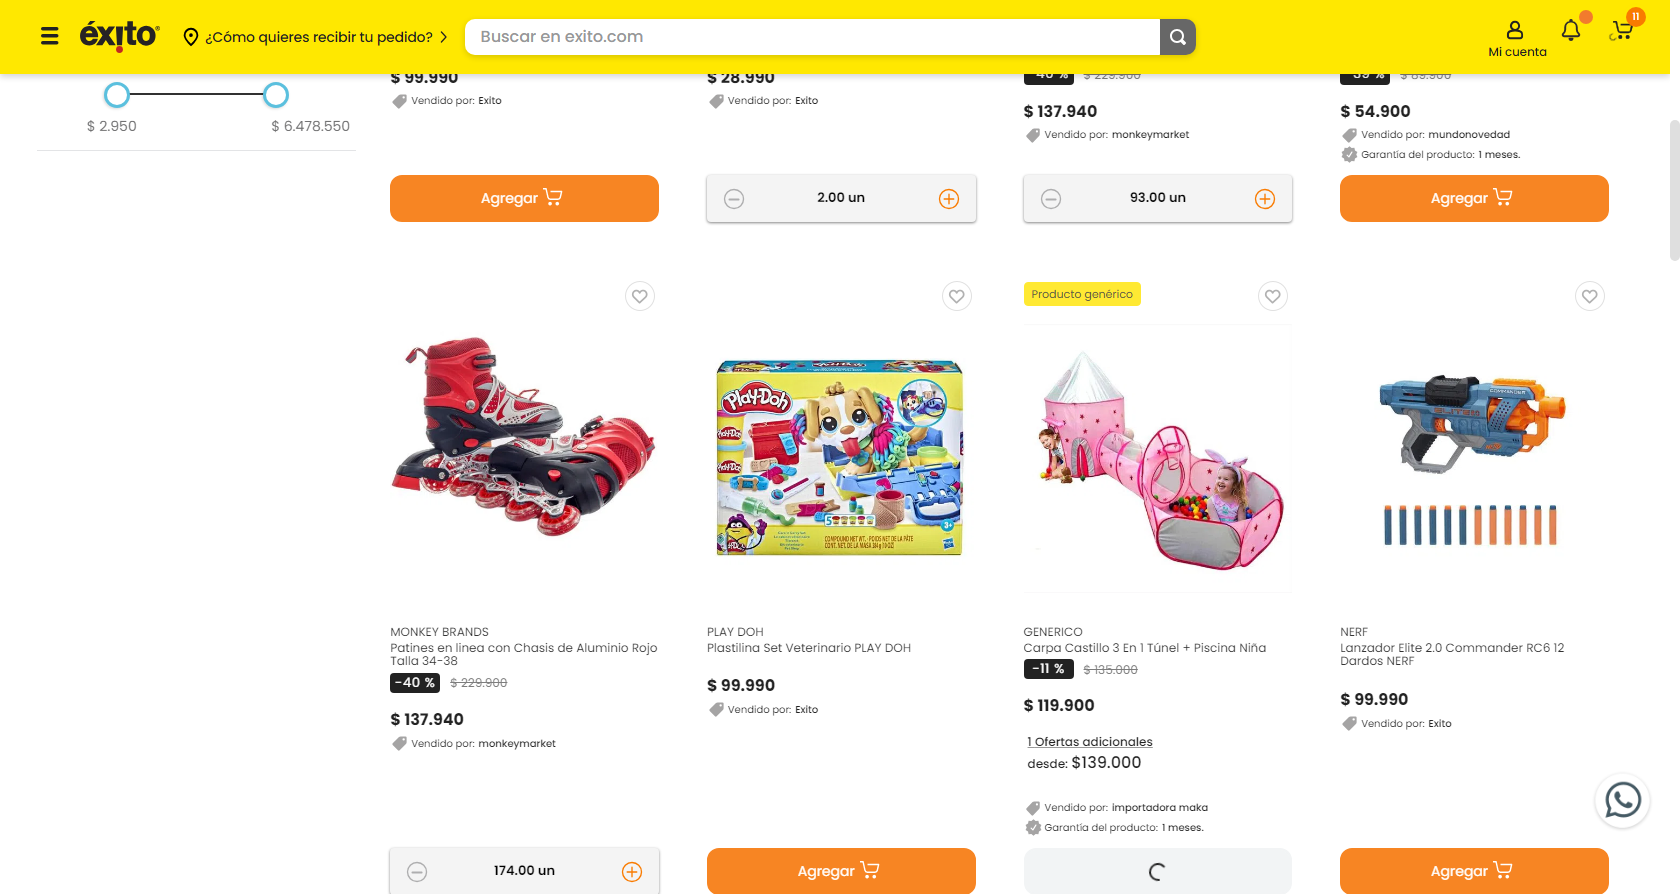 éxito
¿Cómo quieres recibir tu pedido?
Buscar en exito.com
Mi cuenta
11
$ 2.950
$ 6.478.550
$ 99.990
Vendido por: Exito
Agregar
$ 28.990
Vendido por: Exito
2.00 un
-40 %
$ 229.900
$ 137.940
Vendido por: monkeymarket
93.00 un
-39 %
$ 89.900
$ 54.900
Vendido por: mundonovedad
Garantía del producto: 1 meses.
Agregar
MONKEY BRANDS
Patines en linea con Chasis de Aluminio Rojo
Talla 34-38
-40 %
$ 229.900
$ 137.940
Vendido por: monkeymarket
174.00 un
Play-Doh
3+
PLAY DOH
Plastilina Set Veterinario PLAY DOH
$ 99.990
Vendido por: Exito
Agregar
Producto genérico
GENERICO
Carpa Castillo 3 En 1 Túnel + Piscina Niña
-11 %
$ 135.000
$ 119.900
1 Ofertas adicionales
desde: $139.000
Vendido por: importadora maka
Garantía del producto: 1 meses.
NERF
Lanzador Elite 2.0 Commander RC6 12
Dardos NERF
$ 99.990
Vendido por: Exito
Agregar